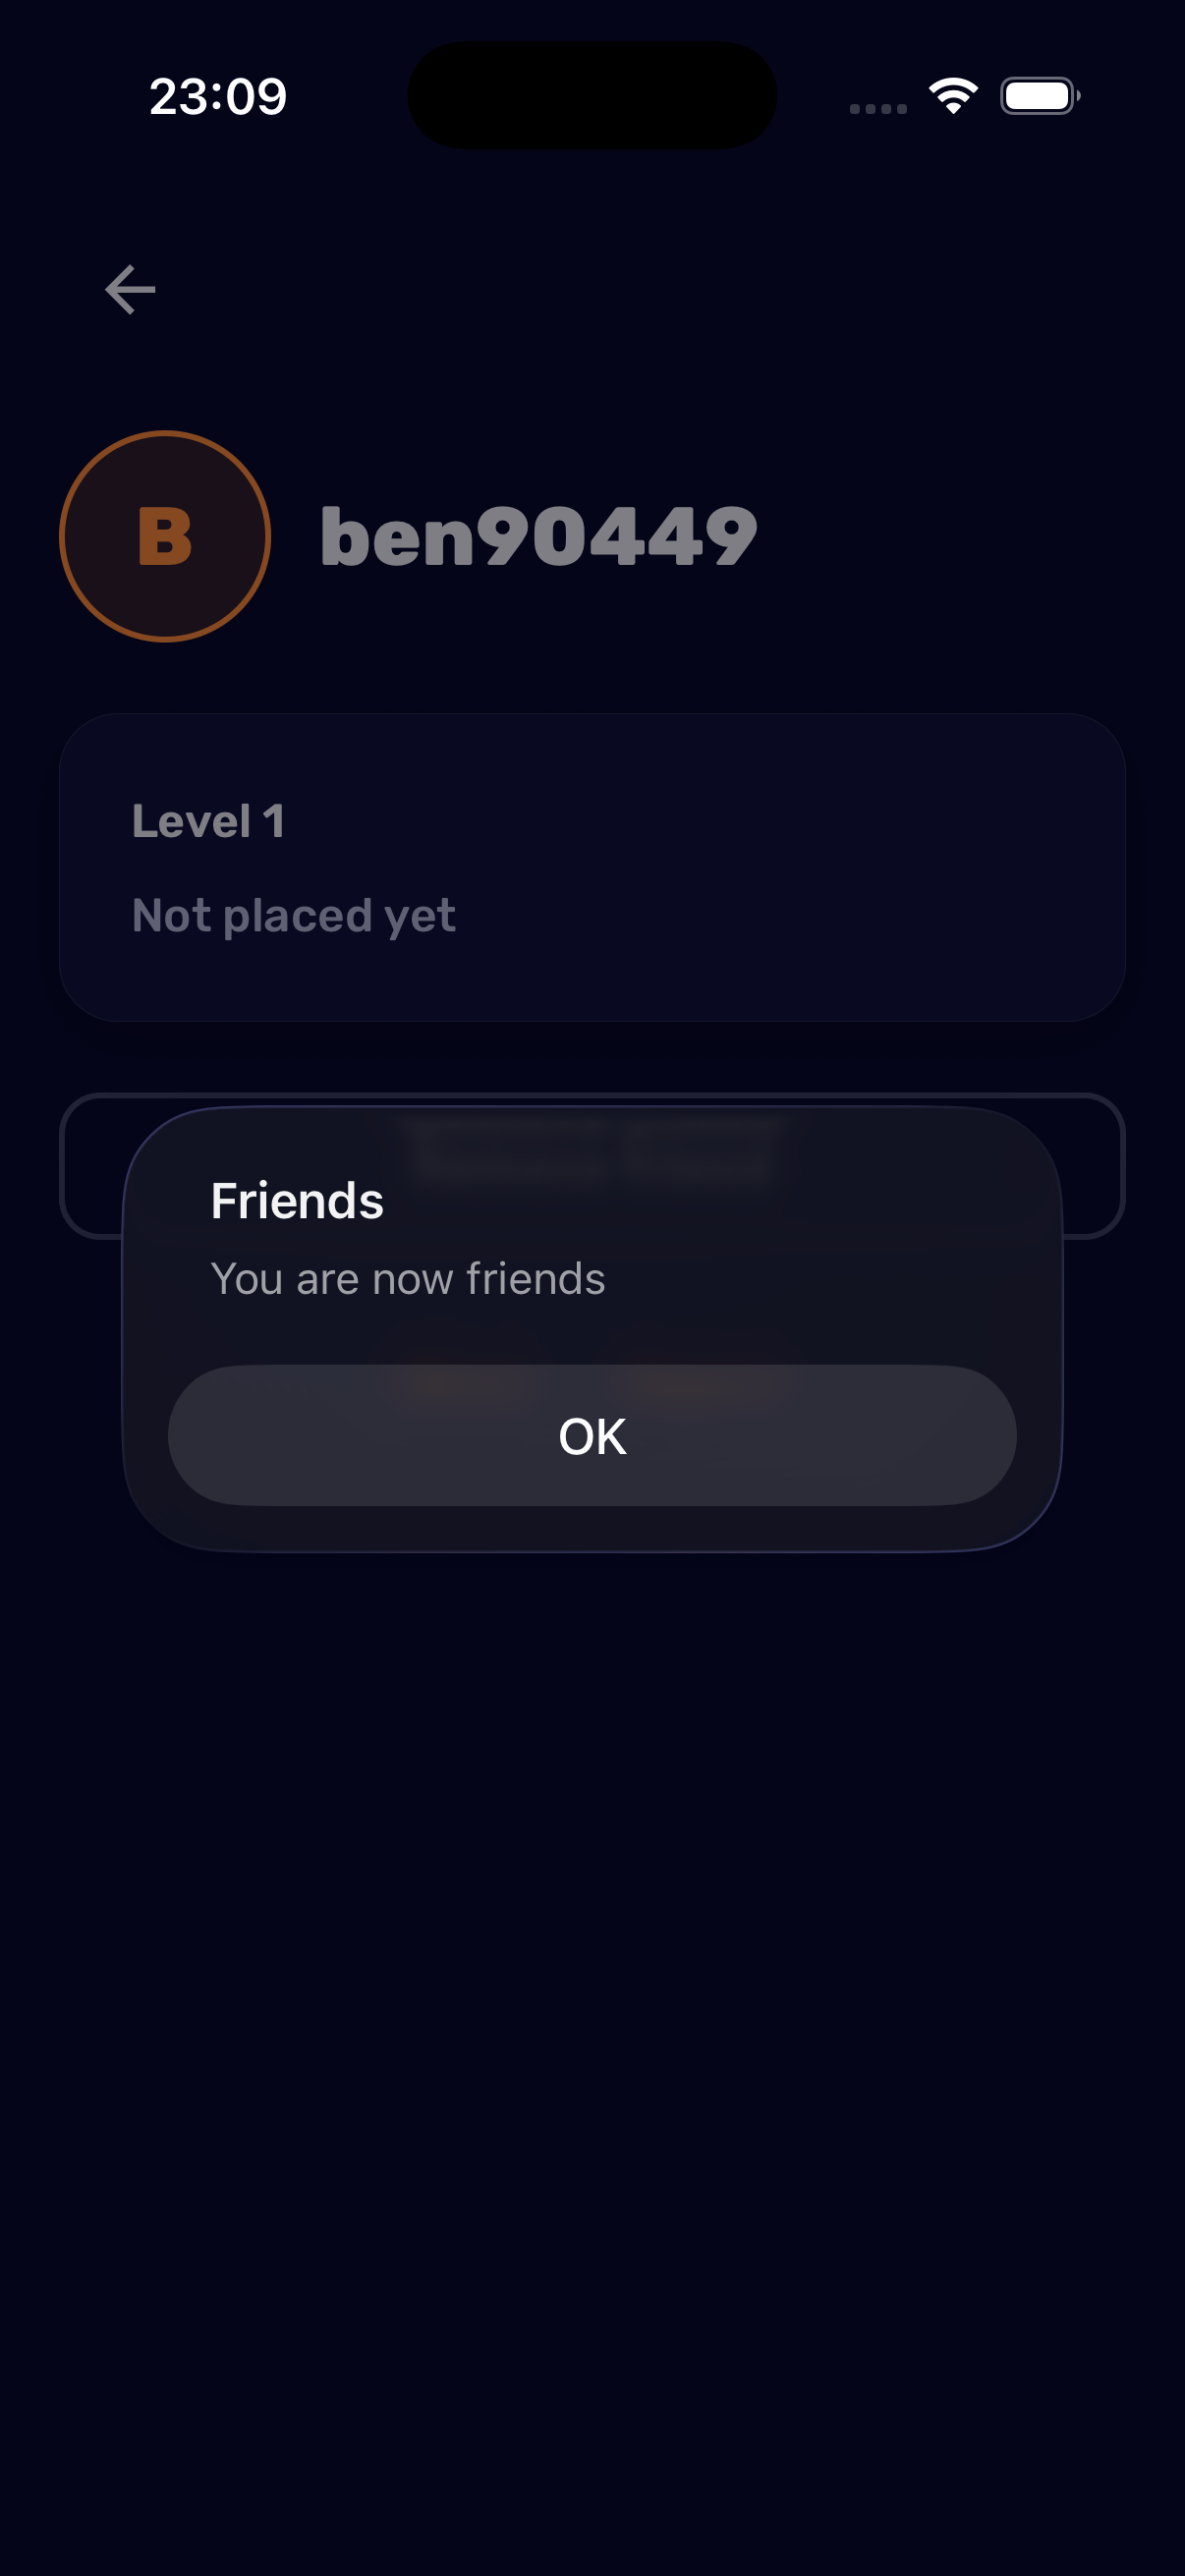 23:09
B
ben90449
Level 1
Not placed yet
Friends
You are now friends
OK